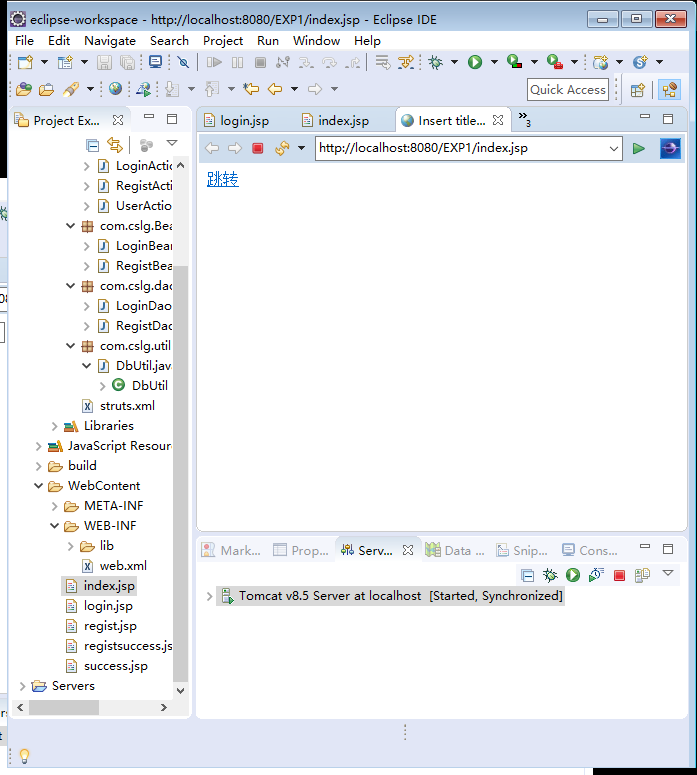 eclipse-workspace - http://localhost:8080/EXP1/index.jsp - Eclipse IDE
File Edit Navigate Search Project Run Window Help
Quick Access
Project Ex...
login.jsp index.jsp Insert title... »3
http://localhost:8080/EXP1/index.jsp
跳转
LoginActio
RegistActi
UserActio
com.cslg.Bea
LoginBear
RegistBea
com.cslg.dac
LoginDao
RegistDac
com.cslg.util
DbUtil.java
DbUtil
struts.xml
Libraries
JavaScript Resour
build
WebContent
META-INF
WEB-INF
lib
web.xml
index.jsp
login.jsp
regist.jsp
registsuccess.js
success.jsp
Servers
Mark... Prop... Serv... Data ... Snip... Cons...
Tomcat v8.5 Server at localhost [Started, Synchronized]